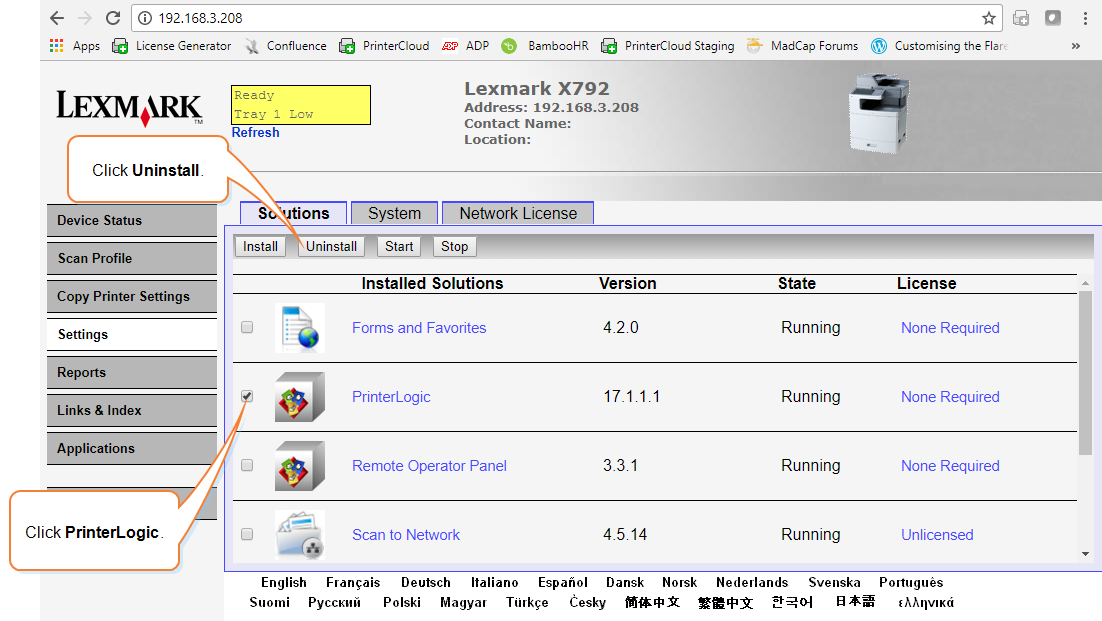 192.168.3.208
Apps License Generator Confluence PrinterCloud ADP ADP BambooHR PrinterCloud Staging MadCap Forums Customising the Flare »
LEXMARK™
Ready
Tray 1 Low
Refresh
Lexmark X792
Address: 192.168.3.208
Contact Name:
Location:
Click Uninstall.
Device Status
Scan Profile
Copy Printer Settings
Settings
Reports
Links & Index
Applications
Click PrinterLogic.
Solutions System Network License
Install Uninstall Start Stop
Installed Solutions Version State License
Forms and Favorites 4.2.0 Running None Required
PrinterLogic 17.1.1.1 Running None Required
Remote Operator Panel 3.3.1 Running None Required
Scan to Network 4.5.14 Running Unlicensed
English Français Deutsch Italiano Español Dansk Norsk Nederlands Svenska Português
Suomi Русский Polski Magyar Türkçe Česky 简体中文 繁體中文 한국어 日本語 ελληνικά